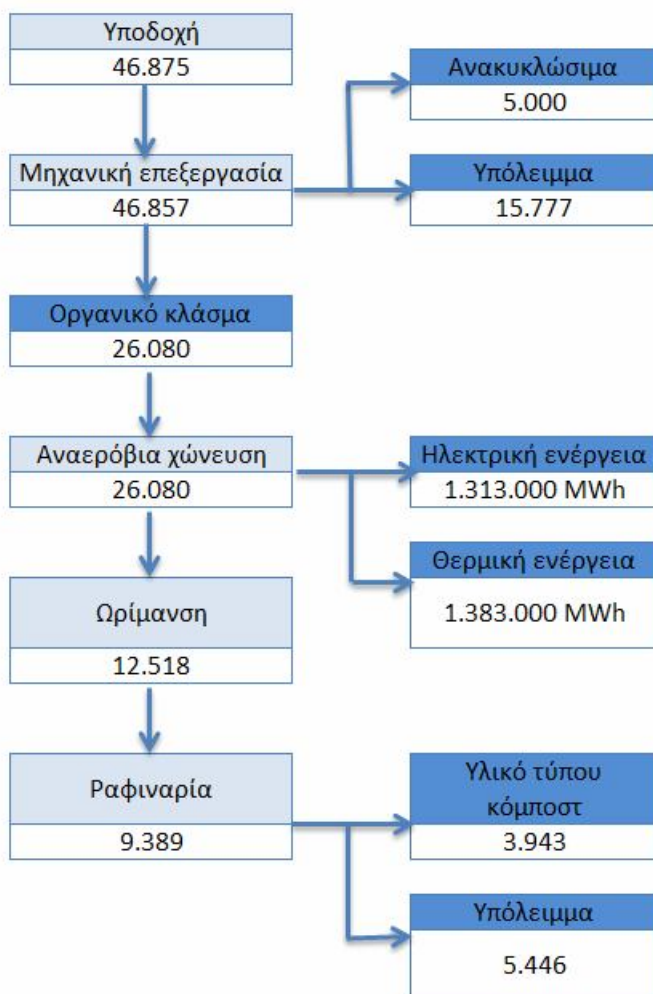 Υποδοχή
46.875
Ανακυκλώσιμα
5.000
Μηχανική επεξεργασία
46.857
Υπόλειμμα
15.777
Οργανικό κλάσμα
26.080
Αναερόβια χώνευση
26.080
Ηλεκτρική ενέργεια
1.313.000 MWh
Θερμική ενέργεια
1.383.000 MWh
Ωρίμανση
12.518
Ραφιναρία
9.389
Υλικό τύπου
κόμποστ
3.943
Υπόλειμμα
5.446